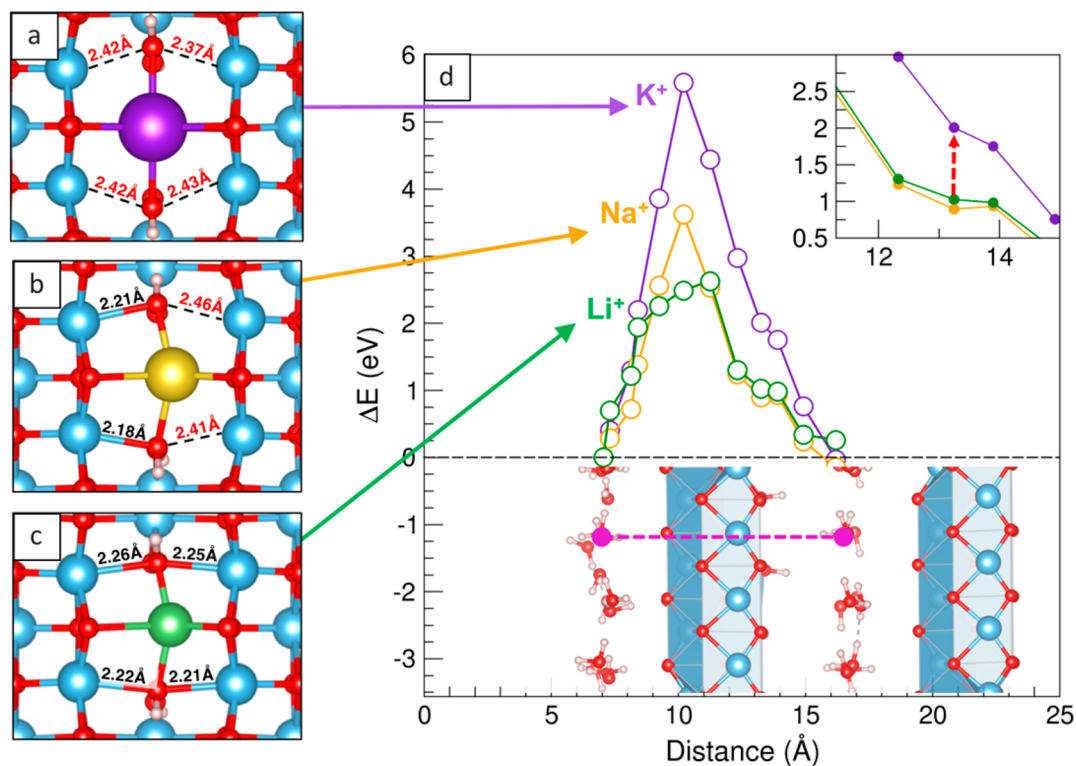 a
2.42Å 2.37Å
2.42Å 2.43Å
b
2.21Å 2.46Å
2.18Å 2.41Å
c
2.26Å 2.25Å
2.22Å 2.21Å
d
K⁺
Na⁺
Li⁺
ΔE (eV)
6
5
4
3
2
1
0
-1
-2
-3
0 5 10 15 20 25
Distance (Å)
2.5
2
1.5
1
0.5
12 14